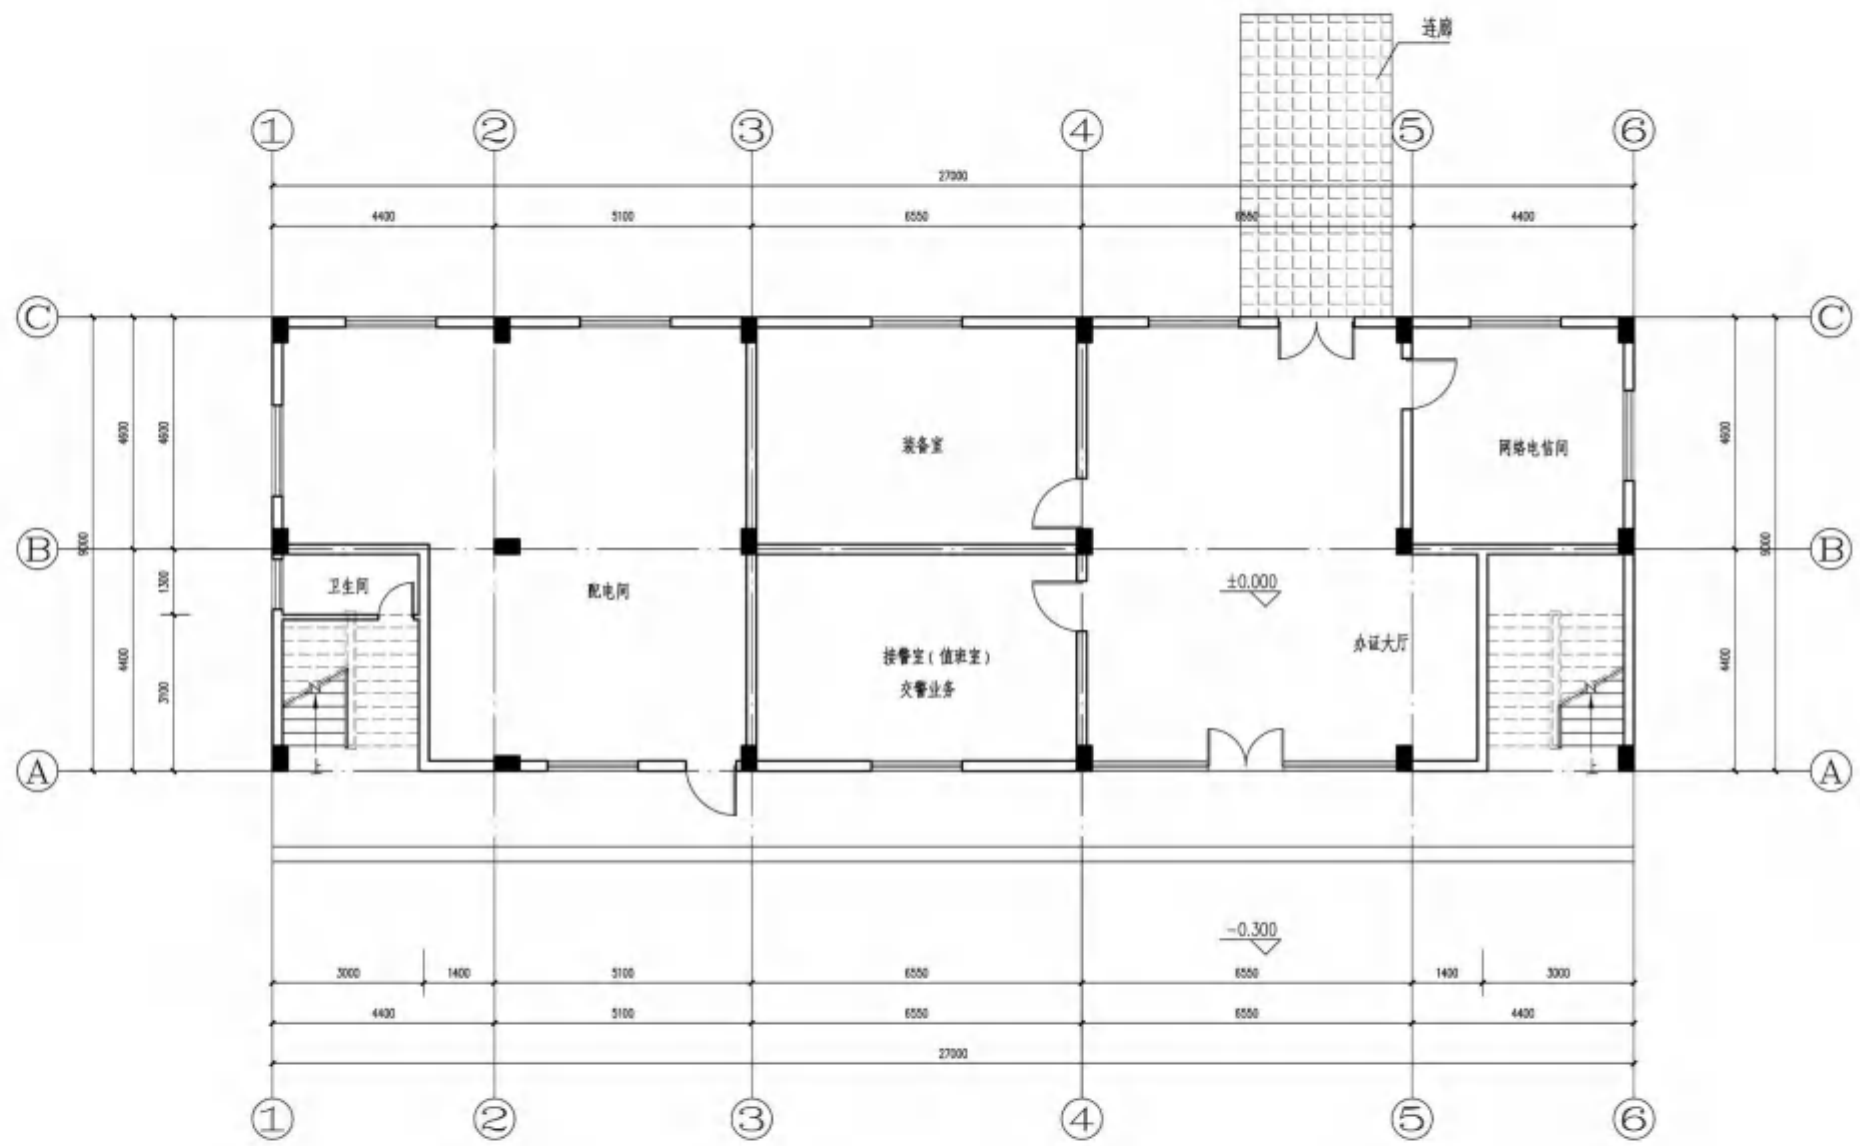 连廊
① ② ③ ④ ⑤ ⑥
27000
4400 5100 6550 6550 4400
Ⓒ Ⓒ
4600 4600 装备室 网络电信间 4600
Ⓑ 9000 9000 Ⓑ
1300 卫生间 配电间 ±0.000
办证大厅
4400 3100 接警室(值班室) 4400
交警业务
Ⓐ 上 上 Ⓐ
-0.300
3000 1400 5100 6550 6550 1400 3000
4400 5100 6550 6550 4400
27000
① ② ③ ④ ⑤ ⑥